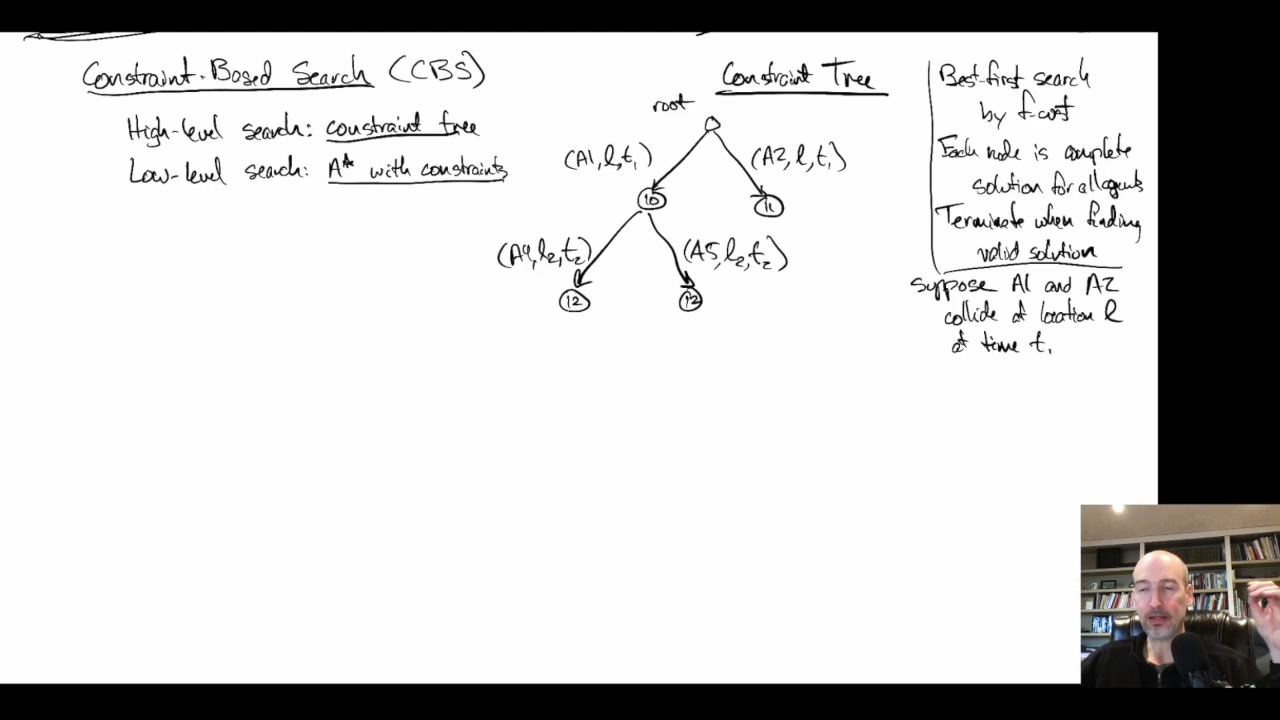 Constraint-Based Search (CBS)
High-level search: constraint tree
Low-level search: A* with constraints
Constraint Tree
root
(A1, l, t₁) (A2, l, t₁)
10 11
(A4, l₂, t₂) (A5, l₂, t₂)
12 12
Best-first search
by f-cost
Each node is complete
solution for all agents
Terminate when finding
valid solution
Suppose A1 and A2
collide at location l
at time t₁